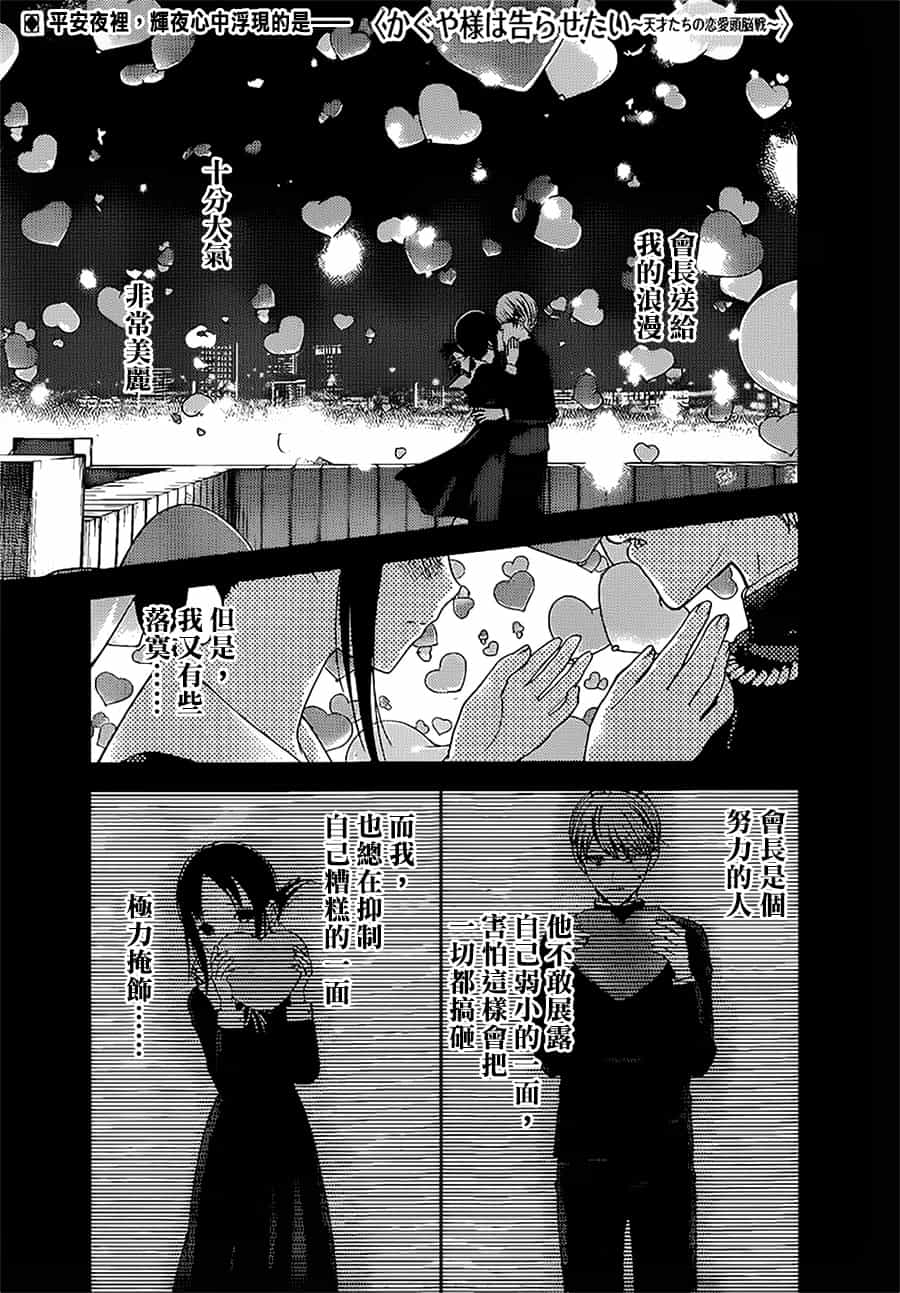 平安夜裡，輝夜心中浮現的是——
〈かぐや様は告らせたい～天才たちの恋愛頭脳戦～〉
會長送給
我的浪漫
十分大氣
非常美麗
但是，
我又有些
落寞……
會長是個
努力的人
他不敢展露
自己弱小的一面，
害怕這樣會把
一切都搞砸
而我，
也總在抑制
自己糟糕的一面
極力掩飾……